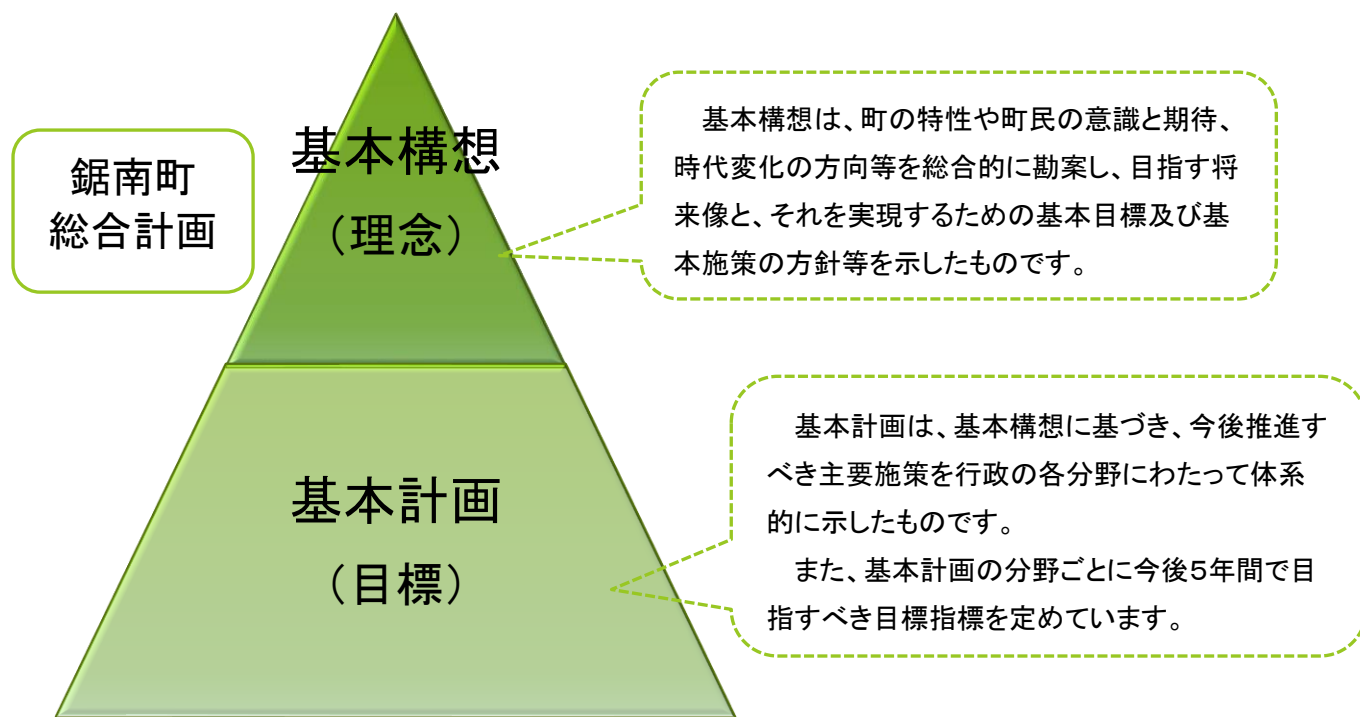 鋸南町
総合計画
基本構想
（理念）
基本構想は、町の特性や町民の意識と期待、
時代変化の方向等を総合的に勘案し、目指す将
来像と、それを実現するための基本目標及び基
本施策の方針等を示したものです。
基本計画
（目標）
基本計画は、基本構想に基づき、今後推進す
べき主要施策を行政の各分野にわたって体系
的に示したものです。
また、基本計画の分野ごとに今後５年間で目
指すべき目標指標を定めています。